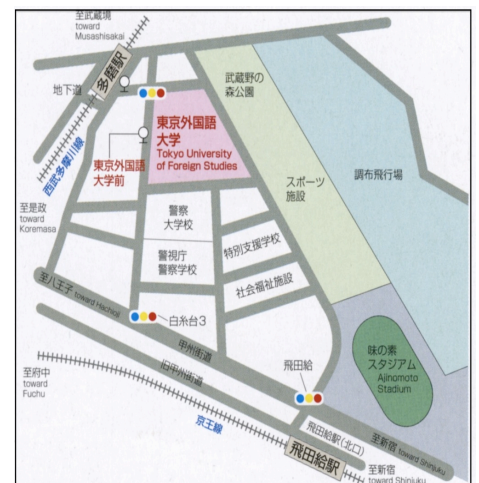 至武蔵境
toward
Musashisakai
多磨駅
地下道
西武多摩川線
武蔵野の
森公園
東京外国語
大学
Tokyo University
of Foreign Studies
東京外国語
大学前
スポーツ
施設
調布飛行場
至是政
toward
Koremasa
警察
大学校
警視庁
警察学校
特別支援学校
社会福祉施設
至八王子 toward Hachioji
白糸台3
甲州街道
旧甲州街道
飛田給
味の素
スタジアム
Ajinomoto
Stadium
至府中
toward
Fuchu
京王線
飛田給駅(北口)
飛田給駅
至新宿 toward Shinjuku
至新宿
toward Shinjuku